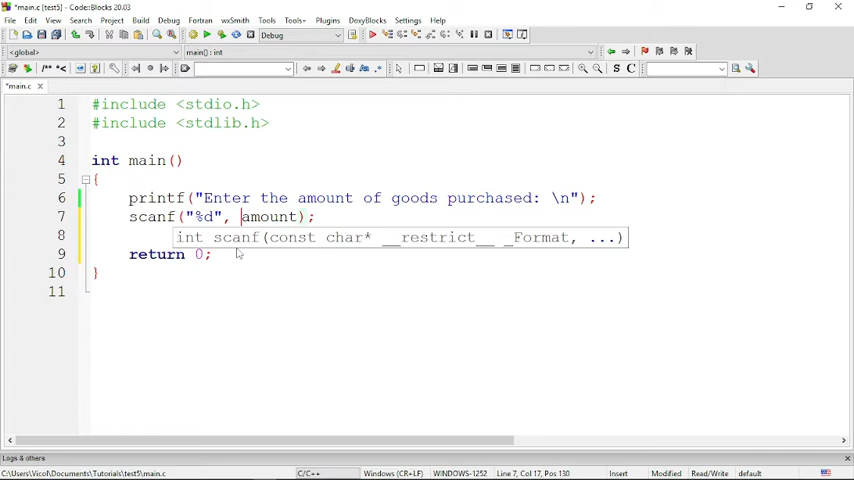 *main.c [test5] - Code::Blocks 20.03
File Edit View Search Project Build Debug Fortran wxSmith Tools Tools+ Plugins DoxyBlocks Settings Help
Debug
<global> main() : int
/** *< S C
*main.c
1 #include <stdio.h>
2 #include <stdlib.h>
3
4 int main()
5 {
6 printf("Enter the amount of goods purchased: \n");
7 scanf("%d", amount);
8 int scanf(const char* __restrict__ _Format, ...)
9 return 0;
10 }
11
Logs & others
C:\Users\Vicol\Documents\Tutorials\test5\main.c C/C++ Windows (CR+LF) WINDOWS-1252 Line 7, Col 17, Pos 130 Insert Modified Read/Write default